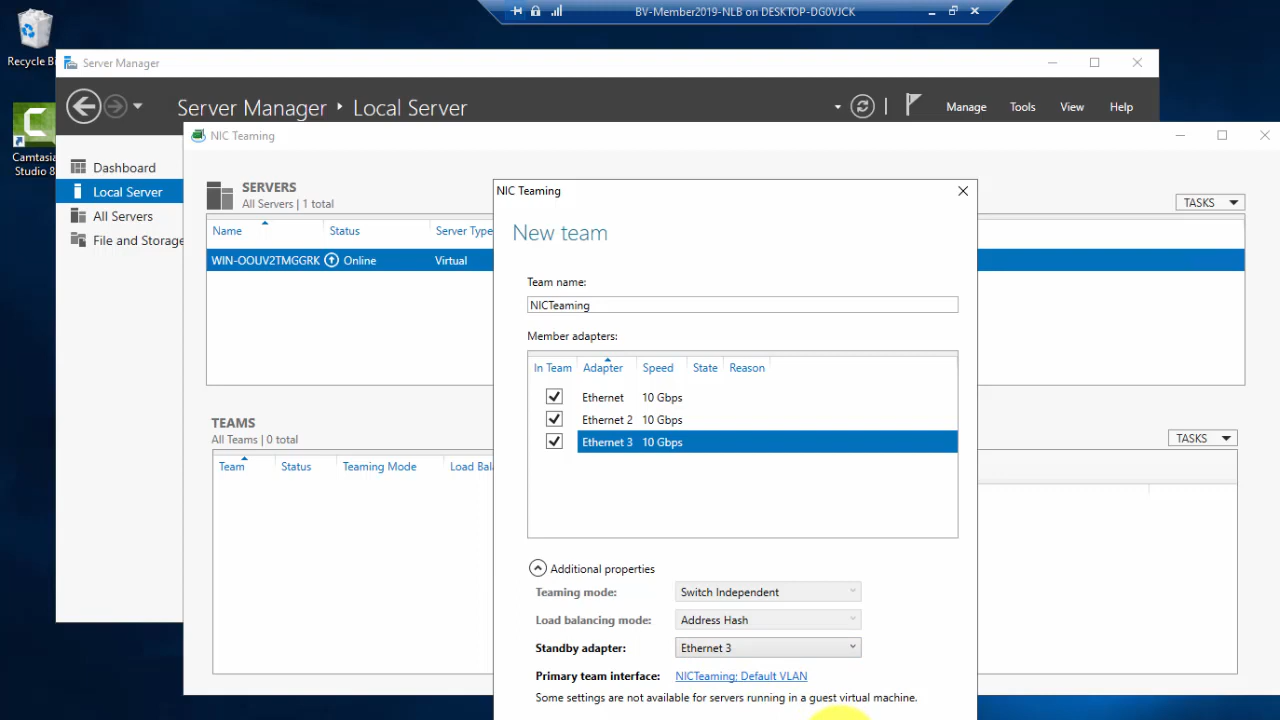 BV-Member2019-NLB on DESKTOP-DG0VJCK
Recycle B
Camtasia
Studio 8
Server Manager
Server Manager ‣ Local Server
Manage Tools View Help
Dashboard
Local Server
All Servers
File and Storage
NIC Teaming
SERVERS
All Servers | 1 total
TASKS
Name Status Server Type
WIN-OOUV2TMGGRK Online Virtual
TEAMS
All Teams | 0 total
TASKS
Team Status Teaming Mode Load Bal
NIC Teaming
New team
Team name:
NICTeaming
Member adapters:
In Team Adapter Speed State Reason
Ethernet 10 Gbps
Ethernet 2 10 Gbps
Ethernet 3 10 Gbps
Additional properties
Teaming mode: Switch Independent
Load balancing mode: Address Hash
Standby adapter: Ethernet 3
Primary team interface: NICTeaming; Default VLAN
Some settings are not available for servers running in a guest virtual machine.